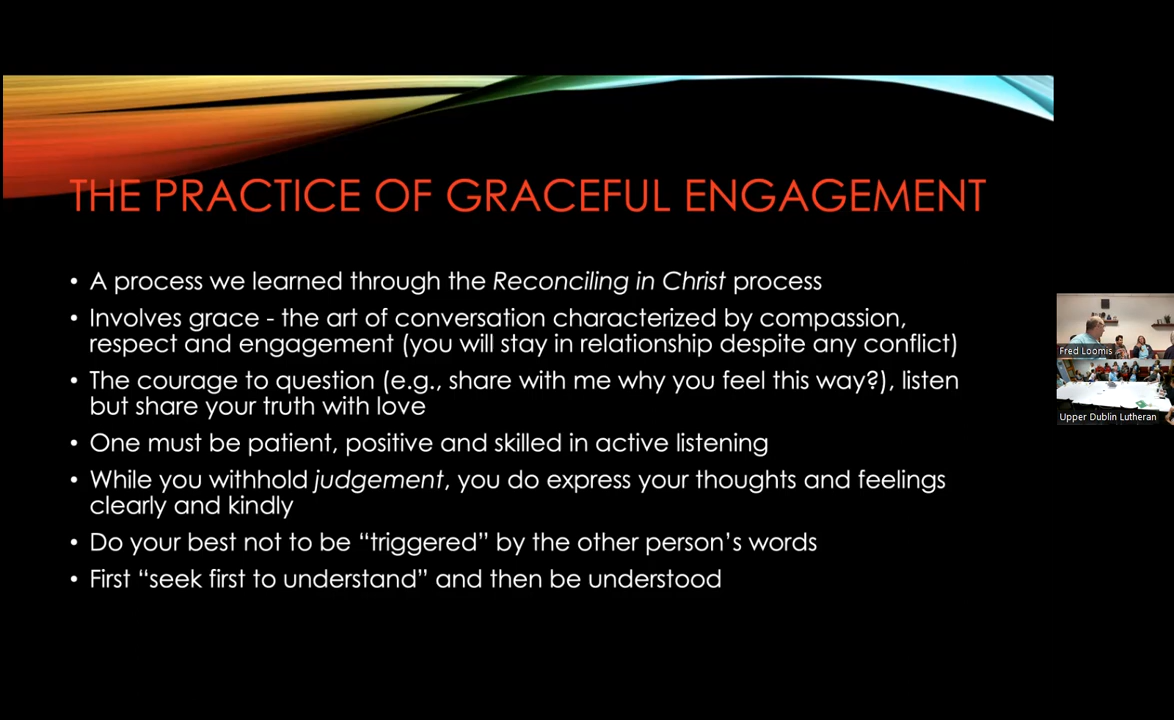 THE PRACTICE OF GRACEFUL ENGAGEMENT
• A process we learned through the Reconciling in Christ process
• Involves grace - the art of conversation characterized by compassion,
respect and engagement (you will stay in relationship despite any conflict)
• The courage to question (e.g., share with me why you feel this way?), listen
but share your truth with love
• One must be patient, positive and skilled in active listening
• While you withhold judgement, you do express your thoughts and feelings
clearly and kindly
• Do your best not to be “triggered” by the other person’s words
• First “seek first to understand” and then be understood
Fred Loomis
Upper Dublin Lutheran